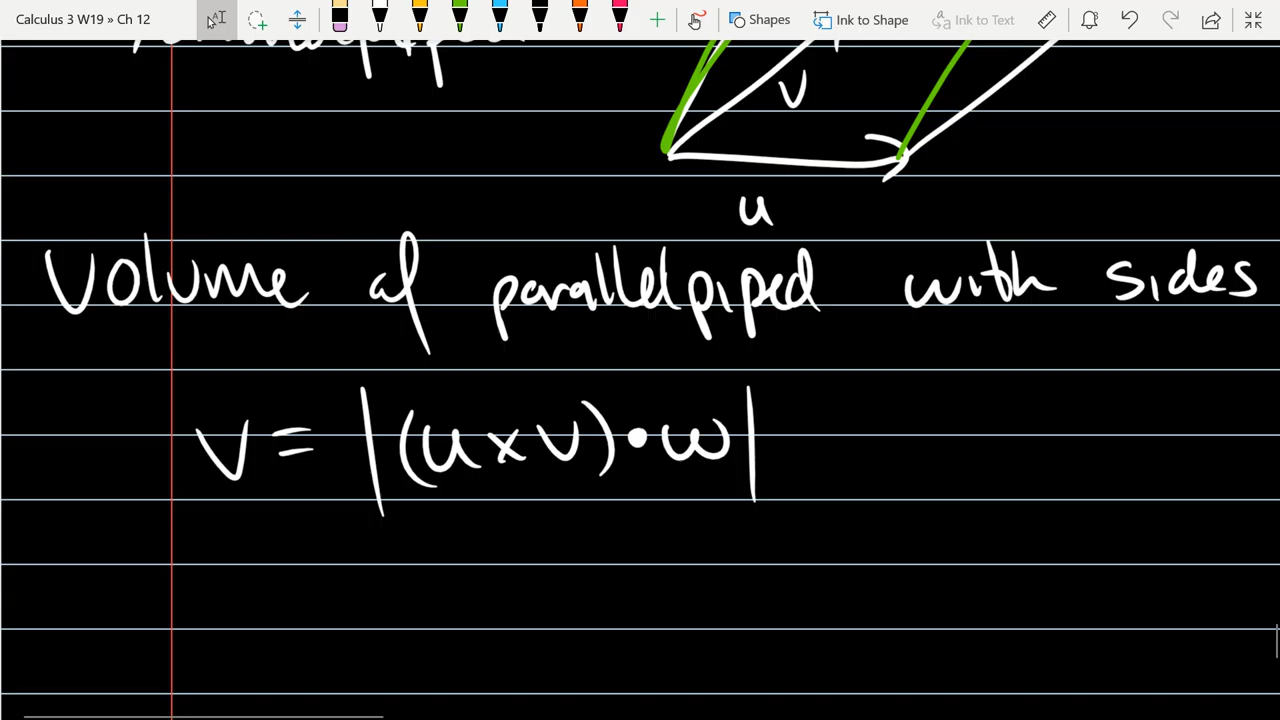 Calculus 3 W19 » Ch 12
Shapes
Ink to Shape
Ink to Text
v
u
Volume of parallelpiped with sides
V = |(u × v) • w|